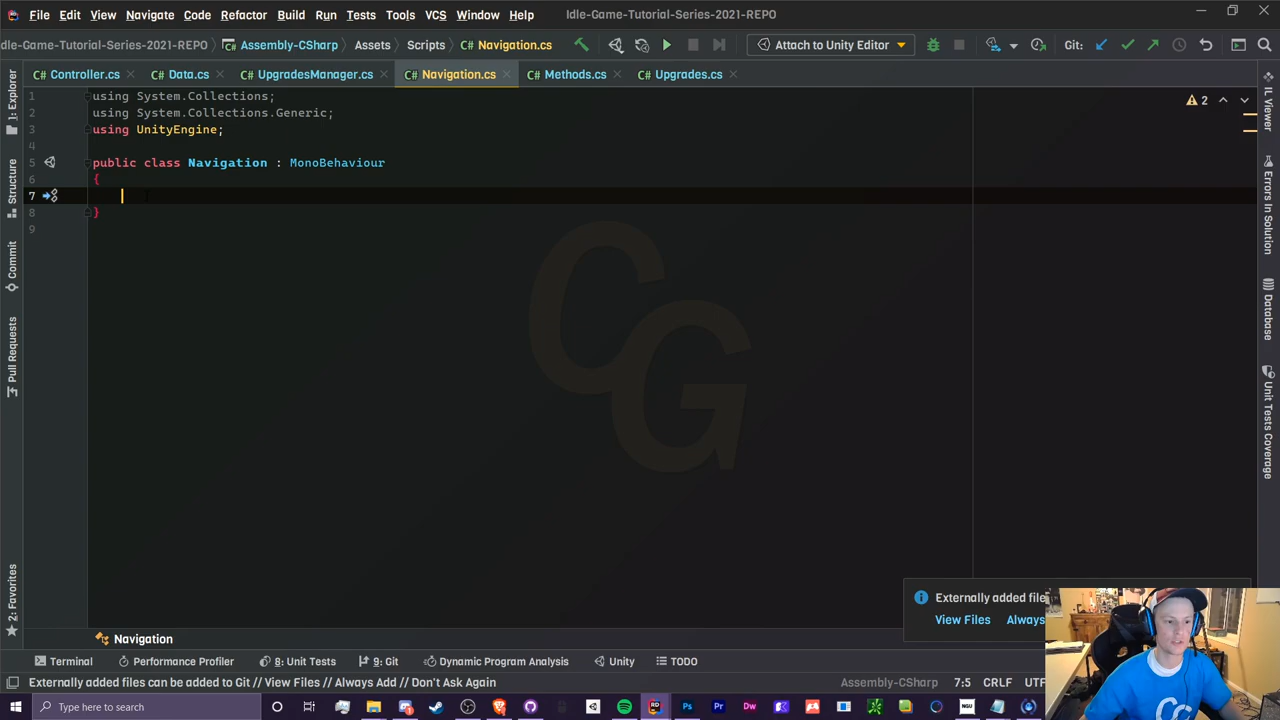 File Edit View Navigate Code Refactor Build Run Tests Tools VCS Window Help Idle-Game-Tutorial-Series-2021-REPO
dle-Game-Tutorial-Series-2021-REPO Assembly-CSharp Assets Scripts Navigation.cs Attach to Unity Editor Git:
Controller.cs Data.cs UpgradesManager.cs Navigation.cs Methods.cs Upgrades.cs
1 using System.Collections;
2 using System.Collections.Generic;
3 using UnityEngine;
4
5 public class Navigation : MonoBehaviour
6 {
7
8 }
9
2
1: Explorer
Structure
Commit
Pull Requests
2: Favorites
IL Viewer
Errors In Solution
Database
Unit Tests Coverage
CG
Externally added file
View Files Always
Navigation
Terminal Performance Profiler 8: Unit Tests 9: Git Dynamic Program Analysis Unity TODO
Externally added files can be added to Git // View Files // Always Add // Don't Ask Again Assembly-CSharp 7:5 CRLF UTF
Type here to search